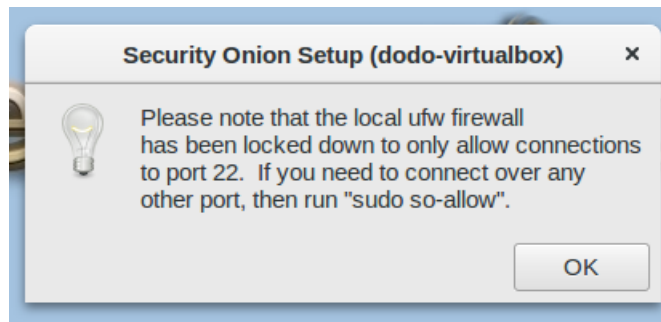 Security Onion Setup (dodo-virtualbox) ×
Please note that the local ufw firewall
has been locked down to only allow connections
to port 22.  If you need to connect over any
other port, then run "sudo so-allow".
OK